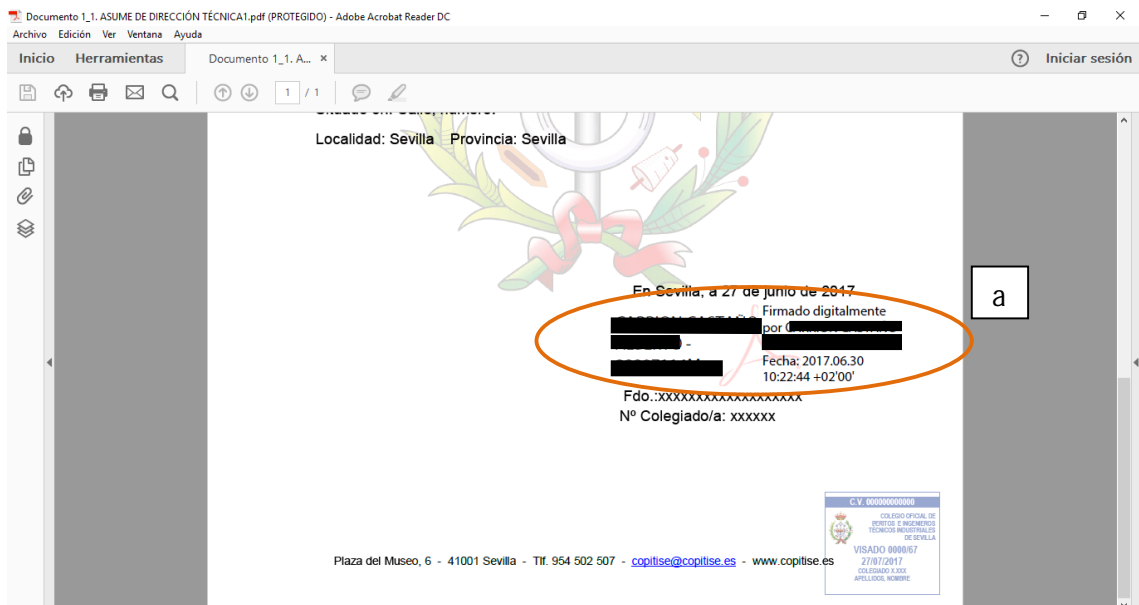 Documento 1_1. ASUME DE DIRECCIÓN TÉCNICA1.pdf (PROTEGIDO) - Adobe Acrobat Reader DC
Archivo Edición Ver Ventana Ayuda
Inicio Herramientas Documento 1_1. A... × ? Iniciar sesión
1 / 1
Localidad: Sevilla Provincia: Sevilla
En Sevilla, a 27 de junio de 2017
a
Firmado digitalmente
por
-
Fecha: 2017.06.30
10:22:44 +02'00'
Fdo.:xxxxxxxxxxxxxxxxxxx
Nº Colegiado/a: xxxxxx
C.V. 000000000000
COLEGIO OFICIAL DE
PERITOS E INGENIEROS
TÉCNICOS INDUSTRIALES
DE SEVILLA
VISADO 0000/67
27/07/2017
COLEGIADO X.XXX
APELLIDOS, NOMBRE
Plaza del Museo, 6 - 41001 Sevilla - Tlf. 954 502 507 - copitise@copitise.es - www.copitise.es